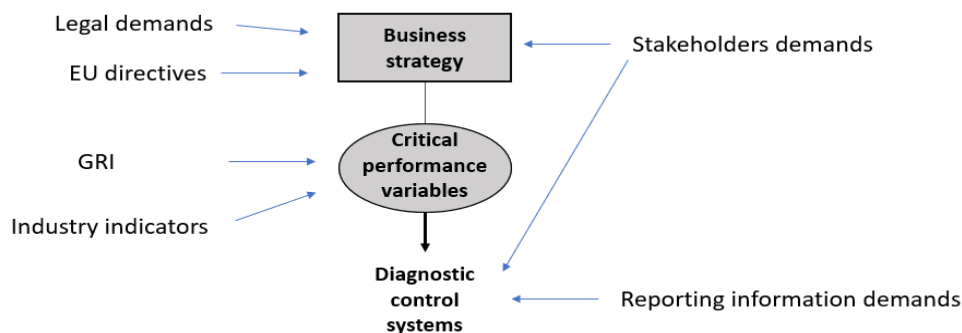 Legal demands
Business
strategy
Stakeholders demands
EU directives
Critical
performance
variables
GRI
Industry indicators
Diagnostic
control
systems
Reporting information demands